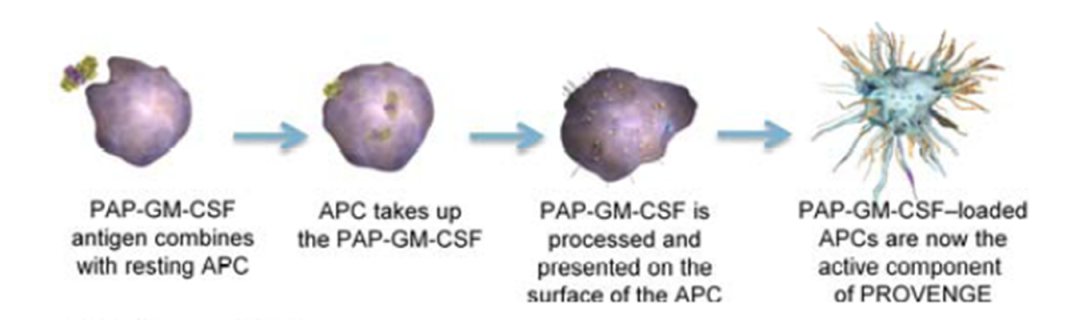 PAP-GM-CSF
antigen combines
with resting APC
APC takes up
the PAP-GM-CSF
PAP-GM-CSF is
processed and
presented on the
surface of the APC
PAP-GM-CSF–loaded
APCs are now the
active component
of PROVENGE